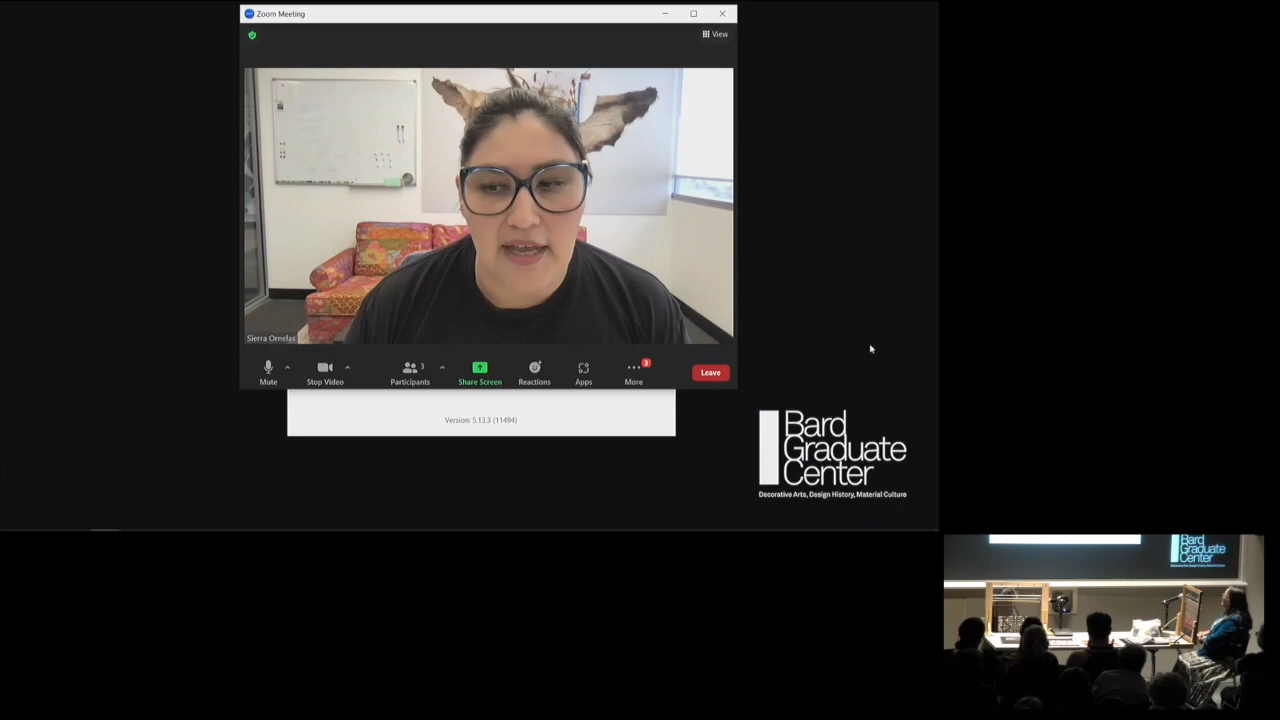 Zoom Meeting
View
Sierra Ornelas
Mute
Stop Video
Participants
3
Share Screen
Reactions
Apps
More
3
Leave
Version: 5.13.3 (11494)
Bard
Graduate
Center
Decorative Arts, Design History, Material Culture
Bard
Graduate
Center